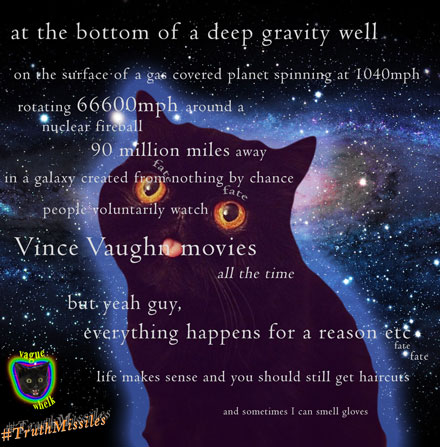 at the bottom of a deep gravity well
on the surface of a gas covered planet spinning at 1040mph
rotating 66600mph around a
nuclear fireball
90 million miles away
fate
in a galaxy created from nothing by chance
fate
people voluntarily watch
Vince Vaughn movies
all the time
but yeah guy,
everything happens for a reason etc
fate
fate
life makes sense and you should still get haircuts
and sometimes I can smell gloves
vague
whelk
#TruthMissiles
#TruthMissiles